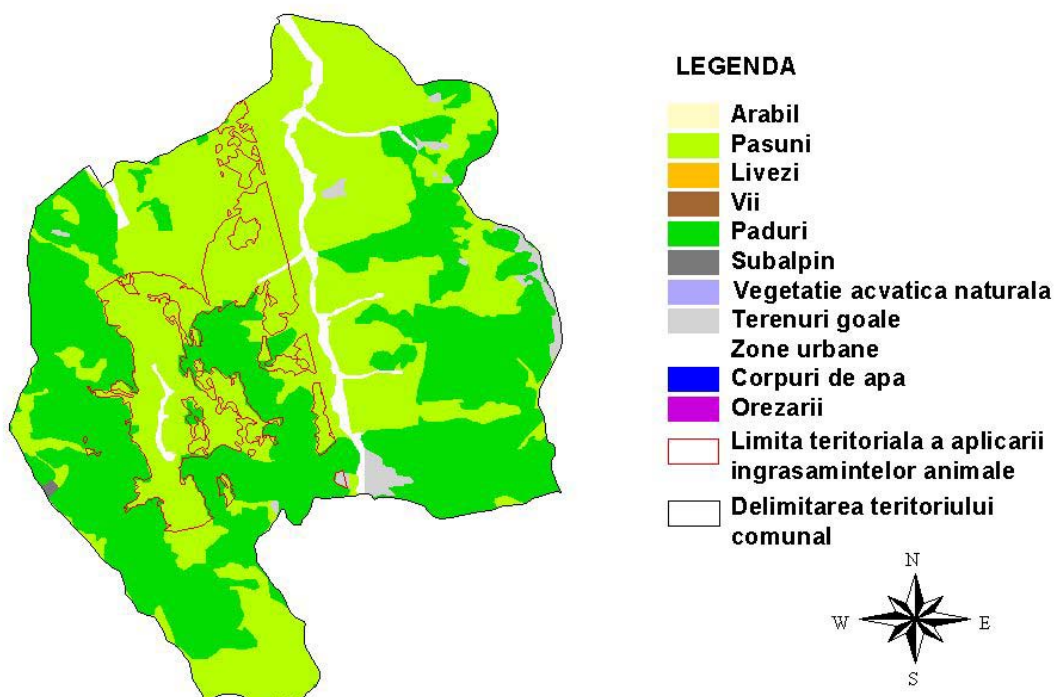 LEGENDA
Arabil
Pasuni
Livezi
Vii
Paduri
Subalpin
Vegetatie acvatica naturala
Terenuri goale
Zone urbane
Corpuri de apa
Orezarii
Limita teritoriala a aplicarii
ingrasamintelor animale
Delimitarea teritoriului
comunal
N
W E
S